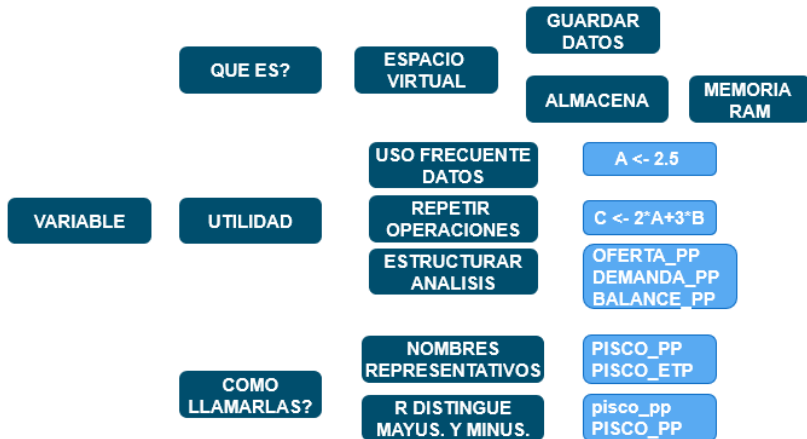 GUARDAR
DATOS
QUE ES?
ESPACIO
VIRTUAL
ALMACENA
MEMORIA
RAM
USO FRECUENTE
DATOS
A <- 2.5
VARIABLE
UTILIDAD
REPETIR
OPERACIONES
C <- 2*A+3*B
ESTRUCTURAR
ANALISIS
OFERTA_PP
DEMANDA_PP
BALANCE_PP
COMO
LLAMARLAS?
NOMBRES
REPRESENTATIVOS
PISCO_PP
PISCO_ETP
R DISTINGUE
MAYUS. Y MINUS.
pisco_pp
PISCO_PP